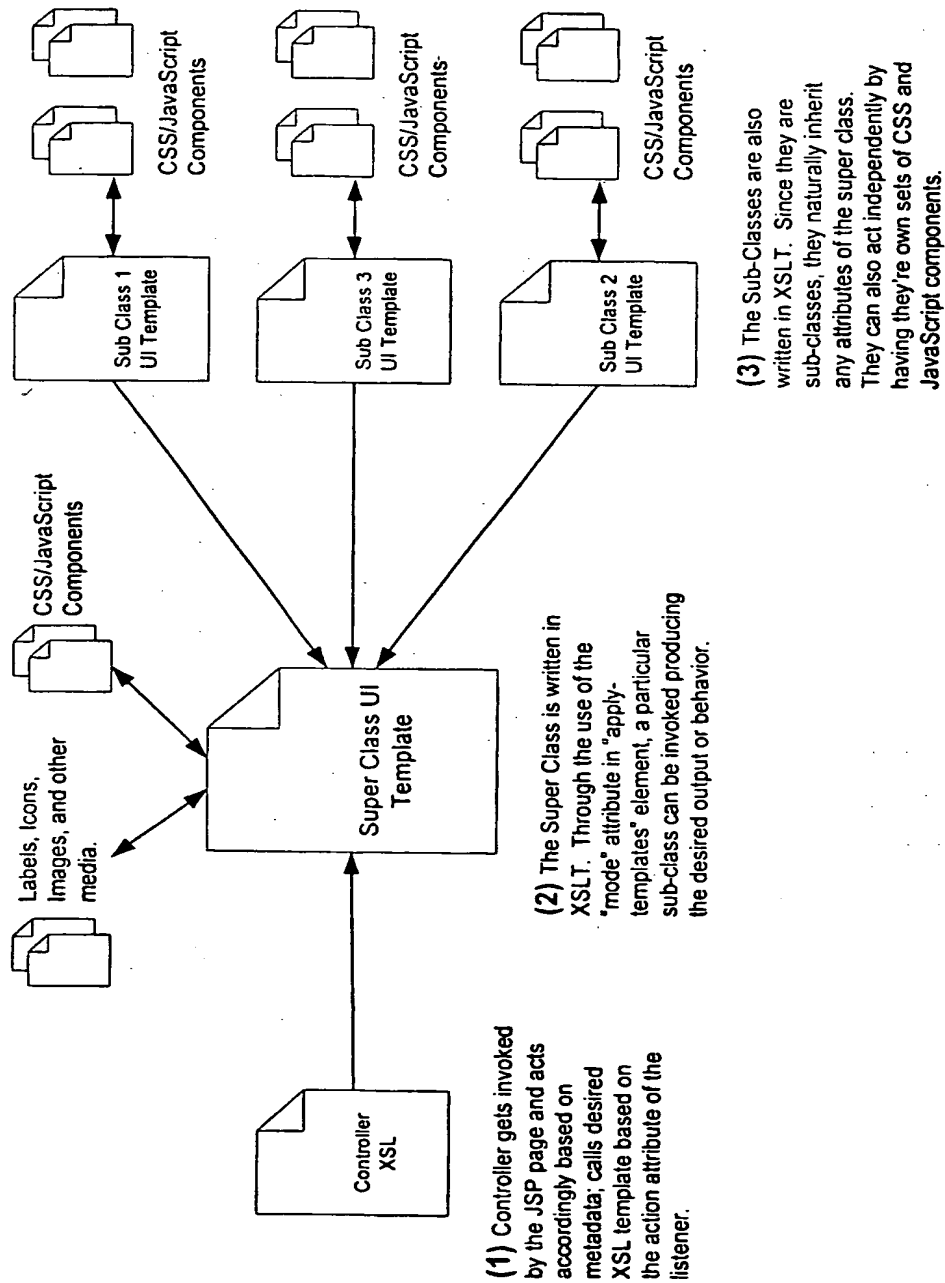 Labels, Icons,
Images, and other
media.
CSS/JavaScript
Components
Controller
XSL
Super Class UI
Template
Sub Class 1
UI Template
CSS/JavaScript
Components
Sub Class 3
UI Template
CSS/JavaScript
Components-
Sub Class 2
UI Template
CSS/JavaScript
Components
(1) Controller gets invoked
by the JSP page and acts
accordingly based on
metadata; calls desired
XSL template based on
the action attribute of the
listener.
(2) The Super Class is written in
XSLT. Through the use of the
"mode" attribute in "apply-
templates" element, a particular
sub-class can be invoked producing
the desired output or behavior.
(3) The Sub-Classes are also
written in XSLT. Since they are
sub-classes, they naturally inherit
any attributes of the super class.
They can also act independently by
having they're own sets of CSS and
JavaScript components.